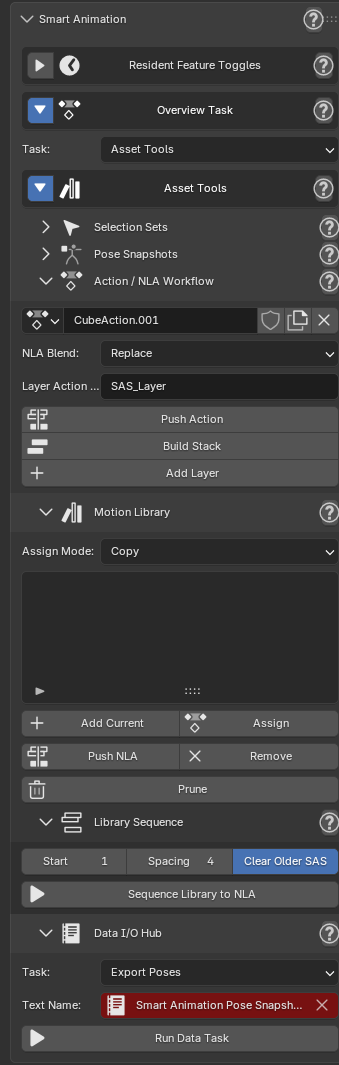 Smart Animation
Resident Feature Toggles
Overview Task
Task: Asset Tools
Asset Tools
Selection Sets
Pose Snapshots
Action / NLA Workflow
CubeAction.001
NLA Blend: Replace
Layer Action ... SAS_Layer
Push Action
Build Stack
Add Layer
Motion Library
Assign Mode: Copy
Add Current Assign
Push NLA Remove
Prune
Library Sequence
Start 1 Spacing 4 Clear Older SAS
Sequence Library to NLA
Data I/O Hub
Task: Export Poses
Text Name: Smart Animation Pose Snapsh...
Run Data Task